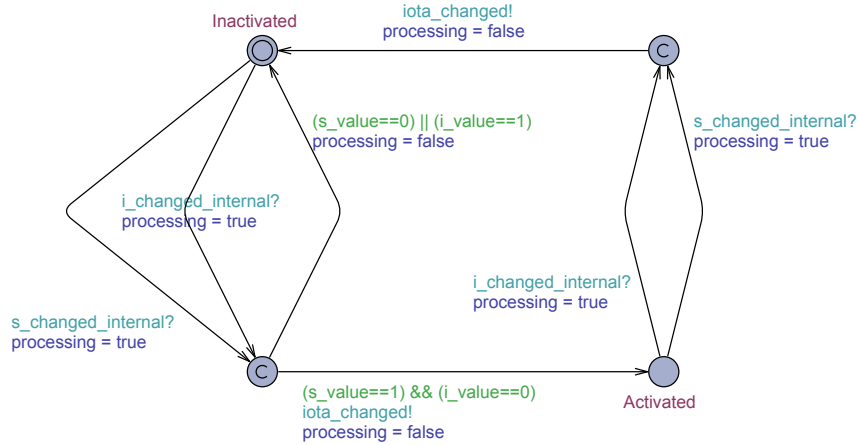 iota_changed!
processing = false
Inactivated
C
(s_value==0) || (i_value==1)
processing = false
s_changed_internal?
processing = true
i_changed_internal?
processing = true
i_changed_internal?
processing = true
s_changed_internal?
processing = true
C
(s_value==1) && (i_value==0)
iota_changed!
processing = false
Activated